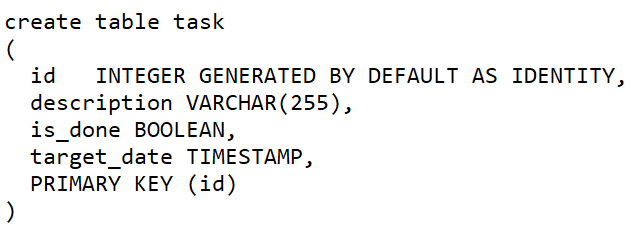 create table task
(
  id   INTEGER GENERATED BY DEFAULT AS IDENTITY,
  description VARCHAR(255),
  is_done BOOLEAN,
  target_date TIMESTAMP,
  PRIMARY KEY (id)
)